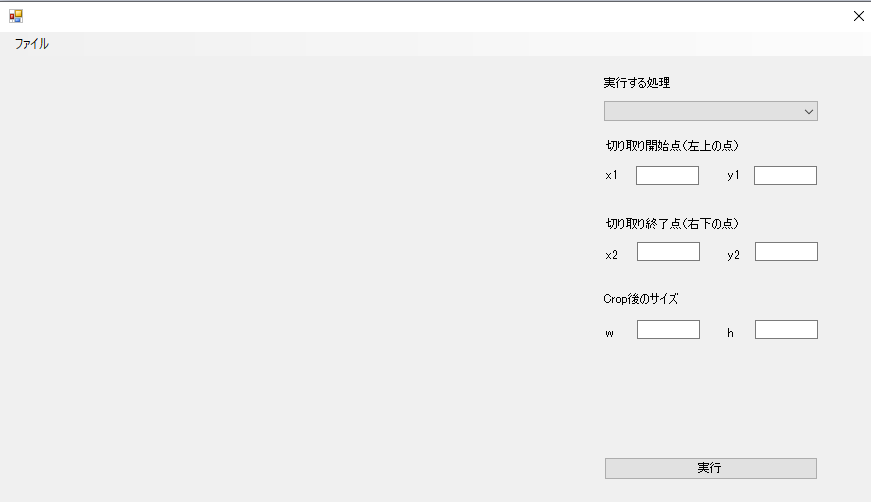 ファイル
実行する処理
切り取り開始点(左上の点)
x1 y1
切り取り終了点(右下の点)
x2 y2
Crop後のサイズ
w h
実行